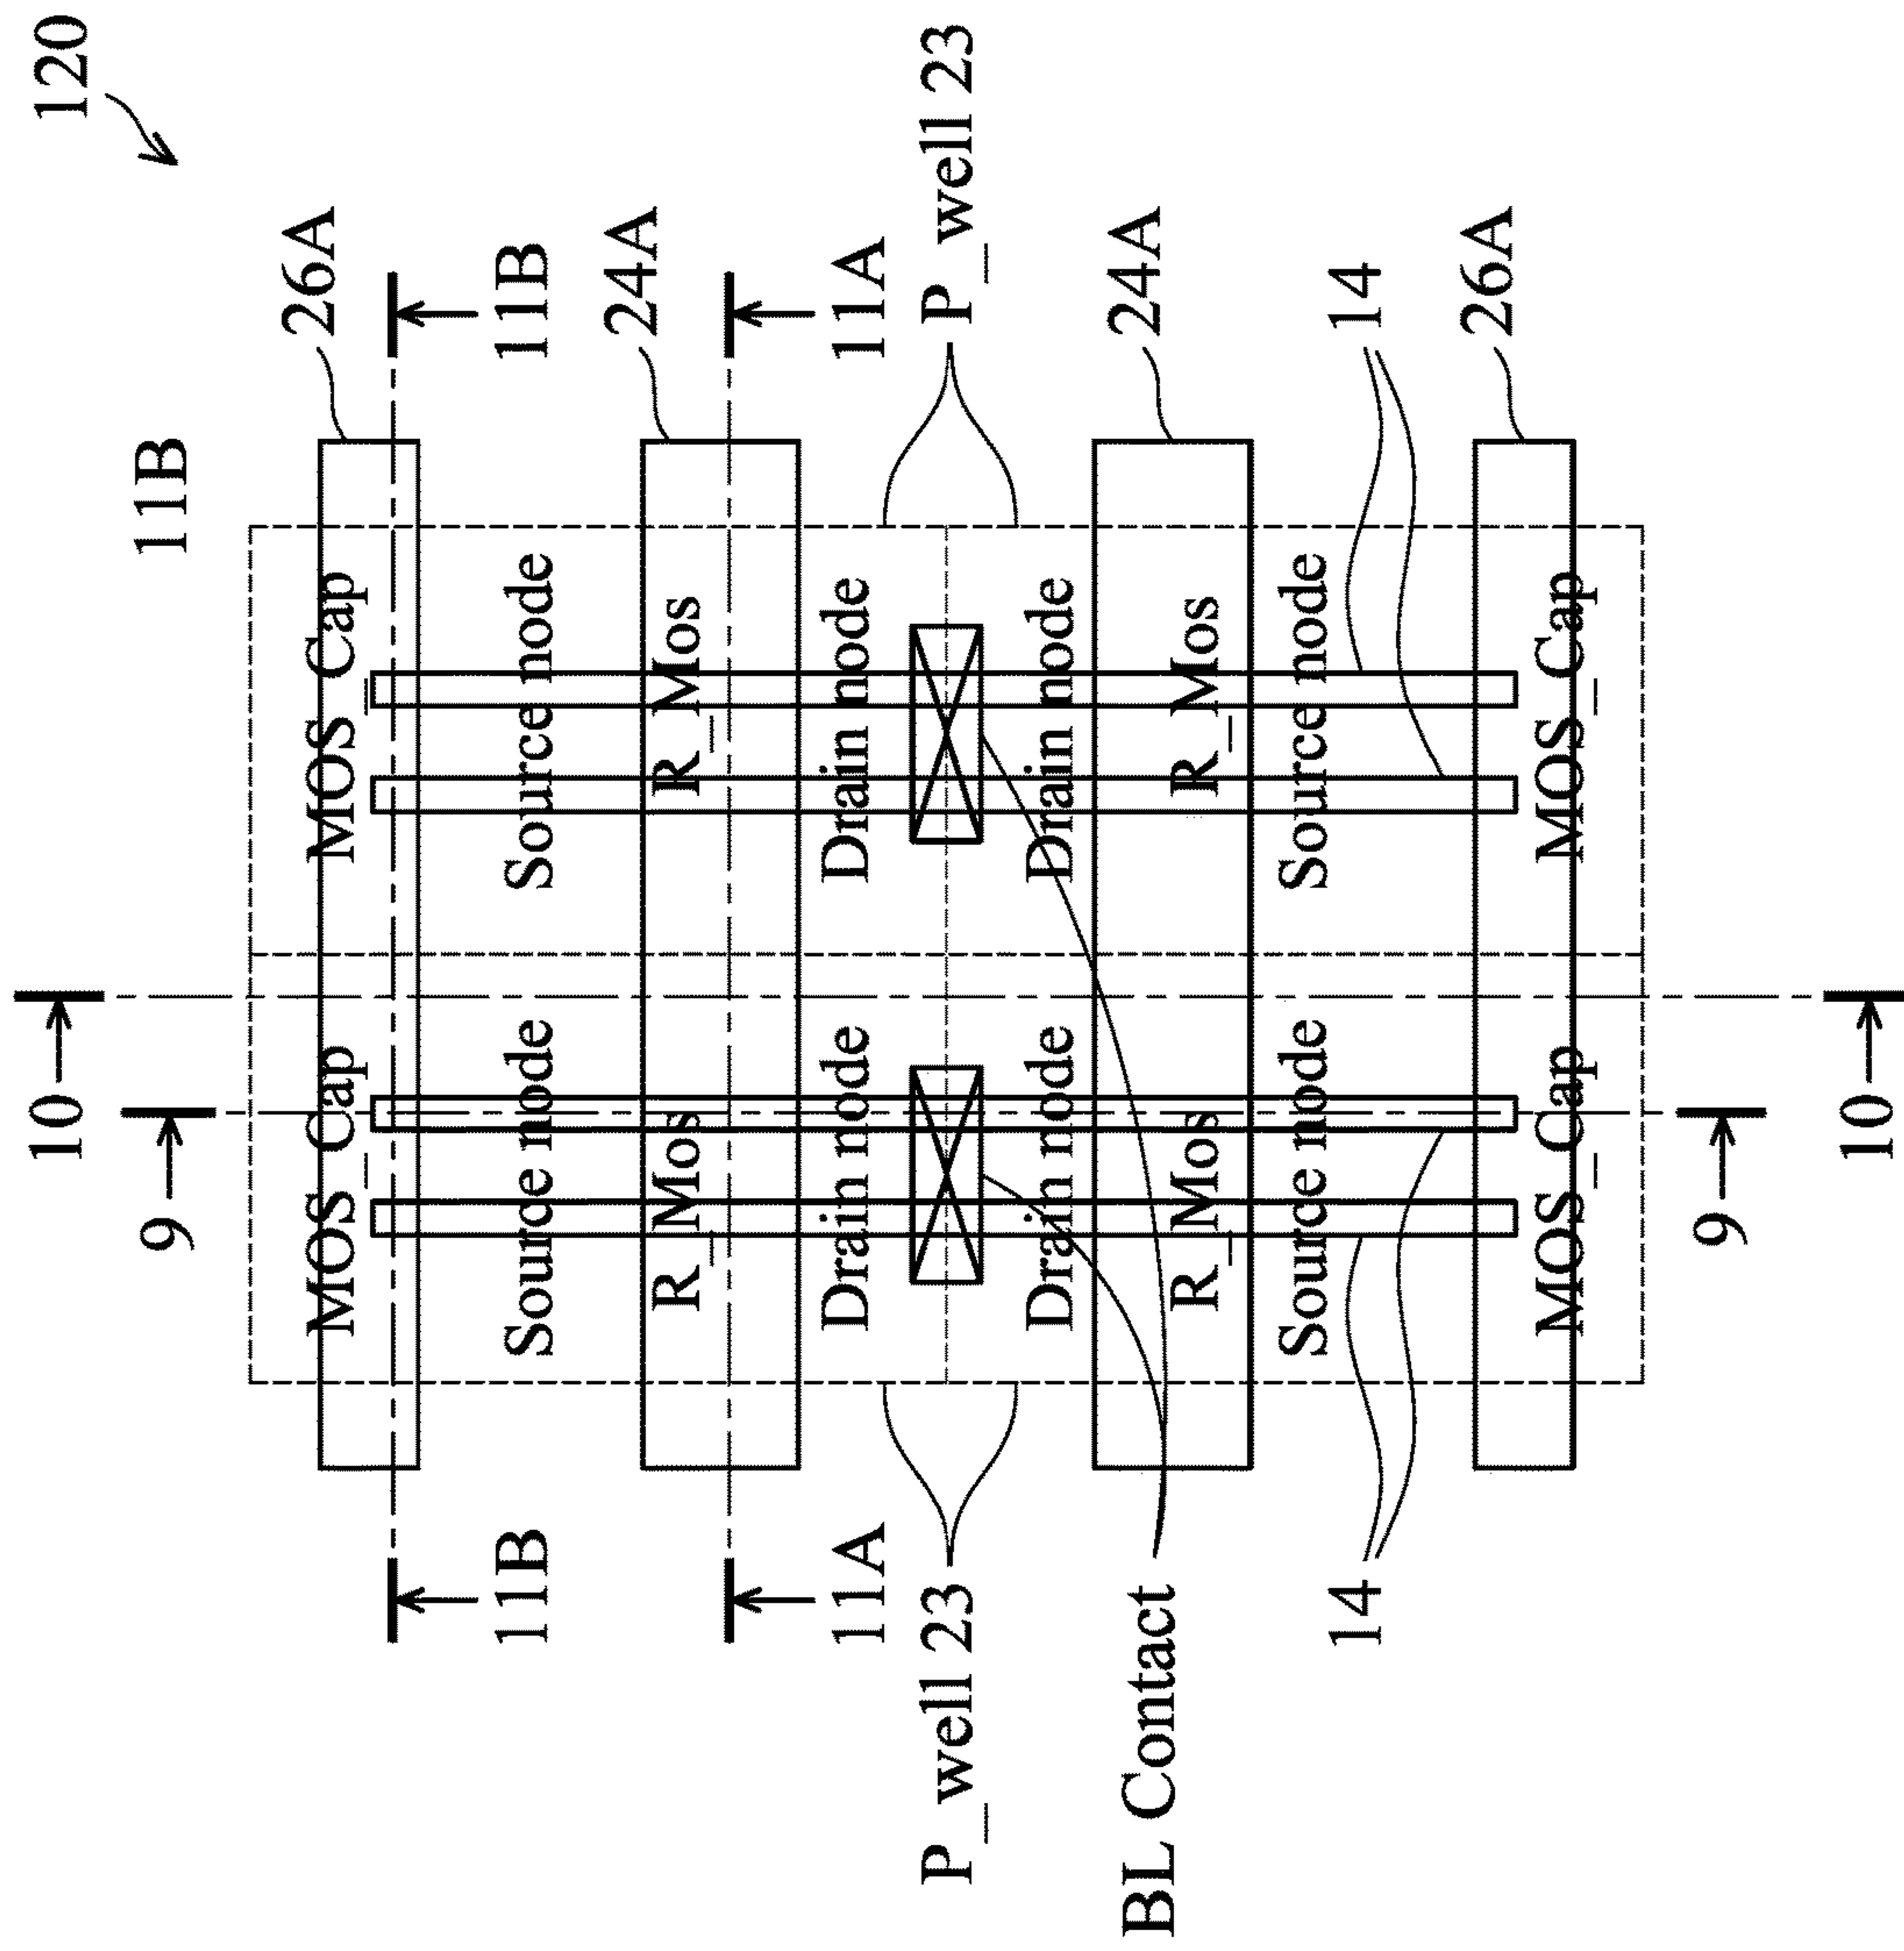 120
26A
11B
24A
11A
P_well 23
24A
14
26A
11B
MOS_Cap
Source node
R_Mos
Drain node
Drain node
R_Mos
Source node
MOS_Cap
10
10
9
9
MOS_Cap
Source node
R_Mos
Drain node
Drain node
R_Mos
Source node
MOS_Cap
11B
11A
P_well 23
BL Contact
14